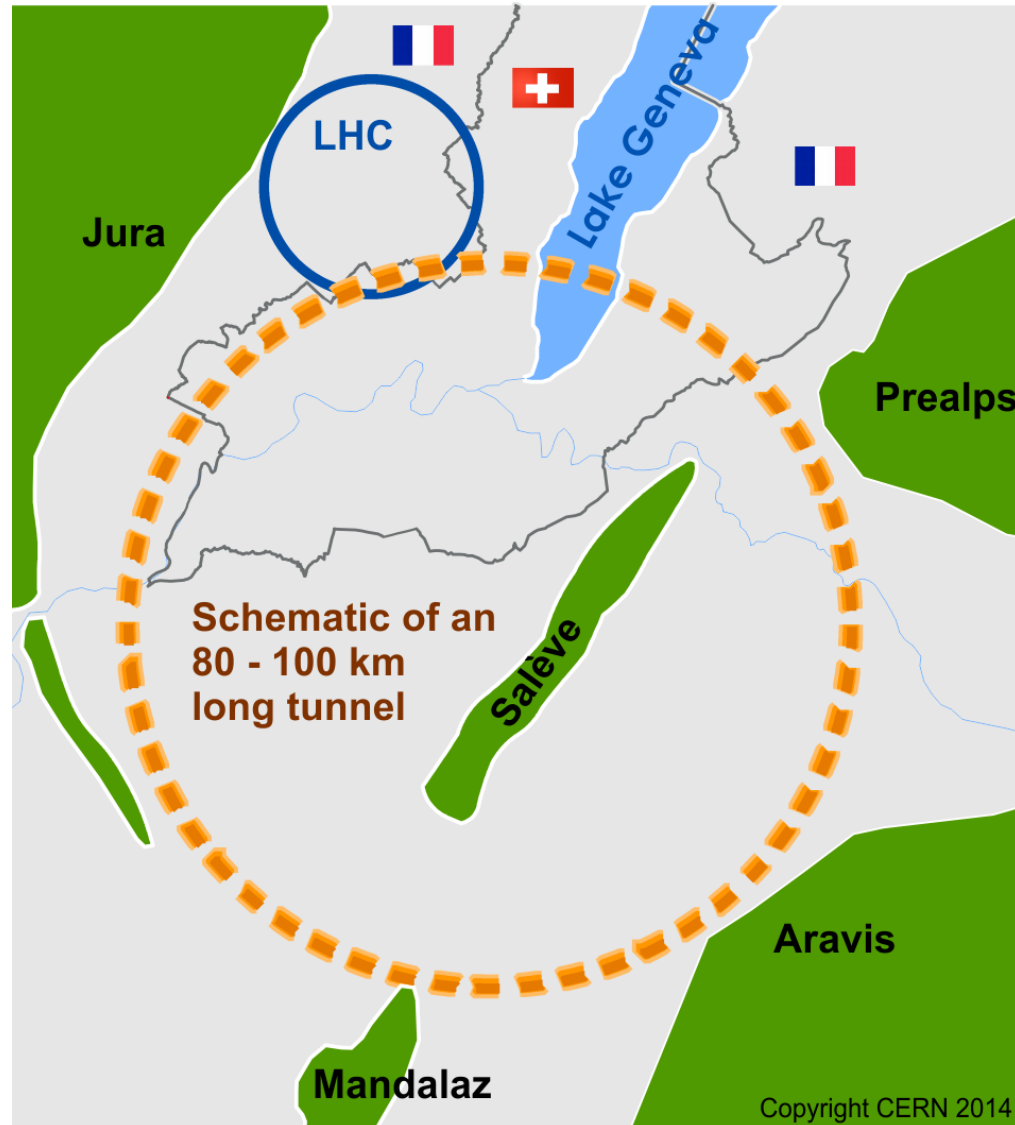 LHC
Lake Geneva
Jura
Prealps
Schematic of an
80 - 100 km
long tunnel
Salève
Aravis
Mandalaz
Copyright CERN 2014